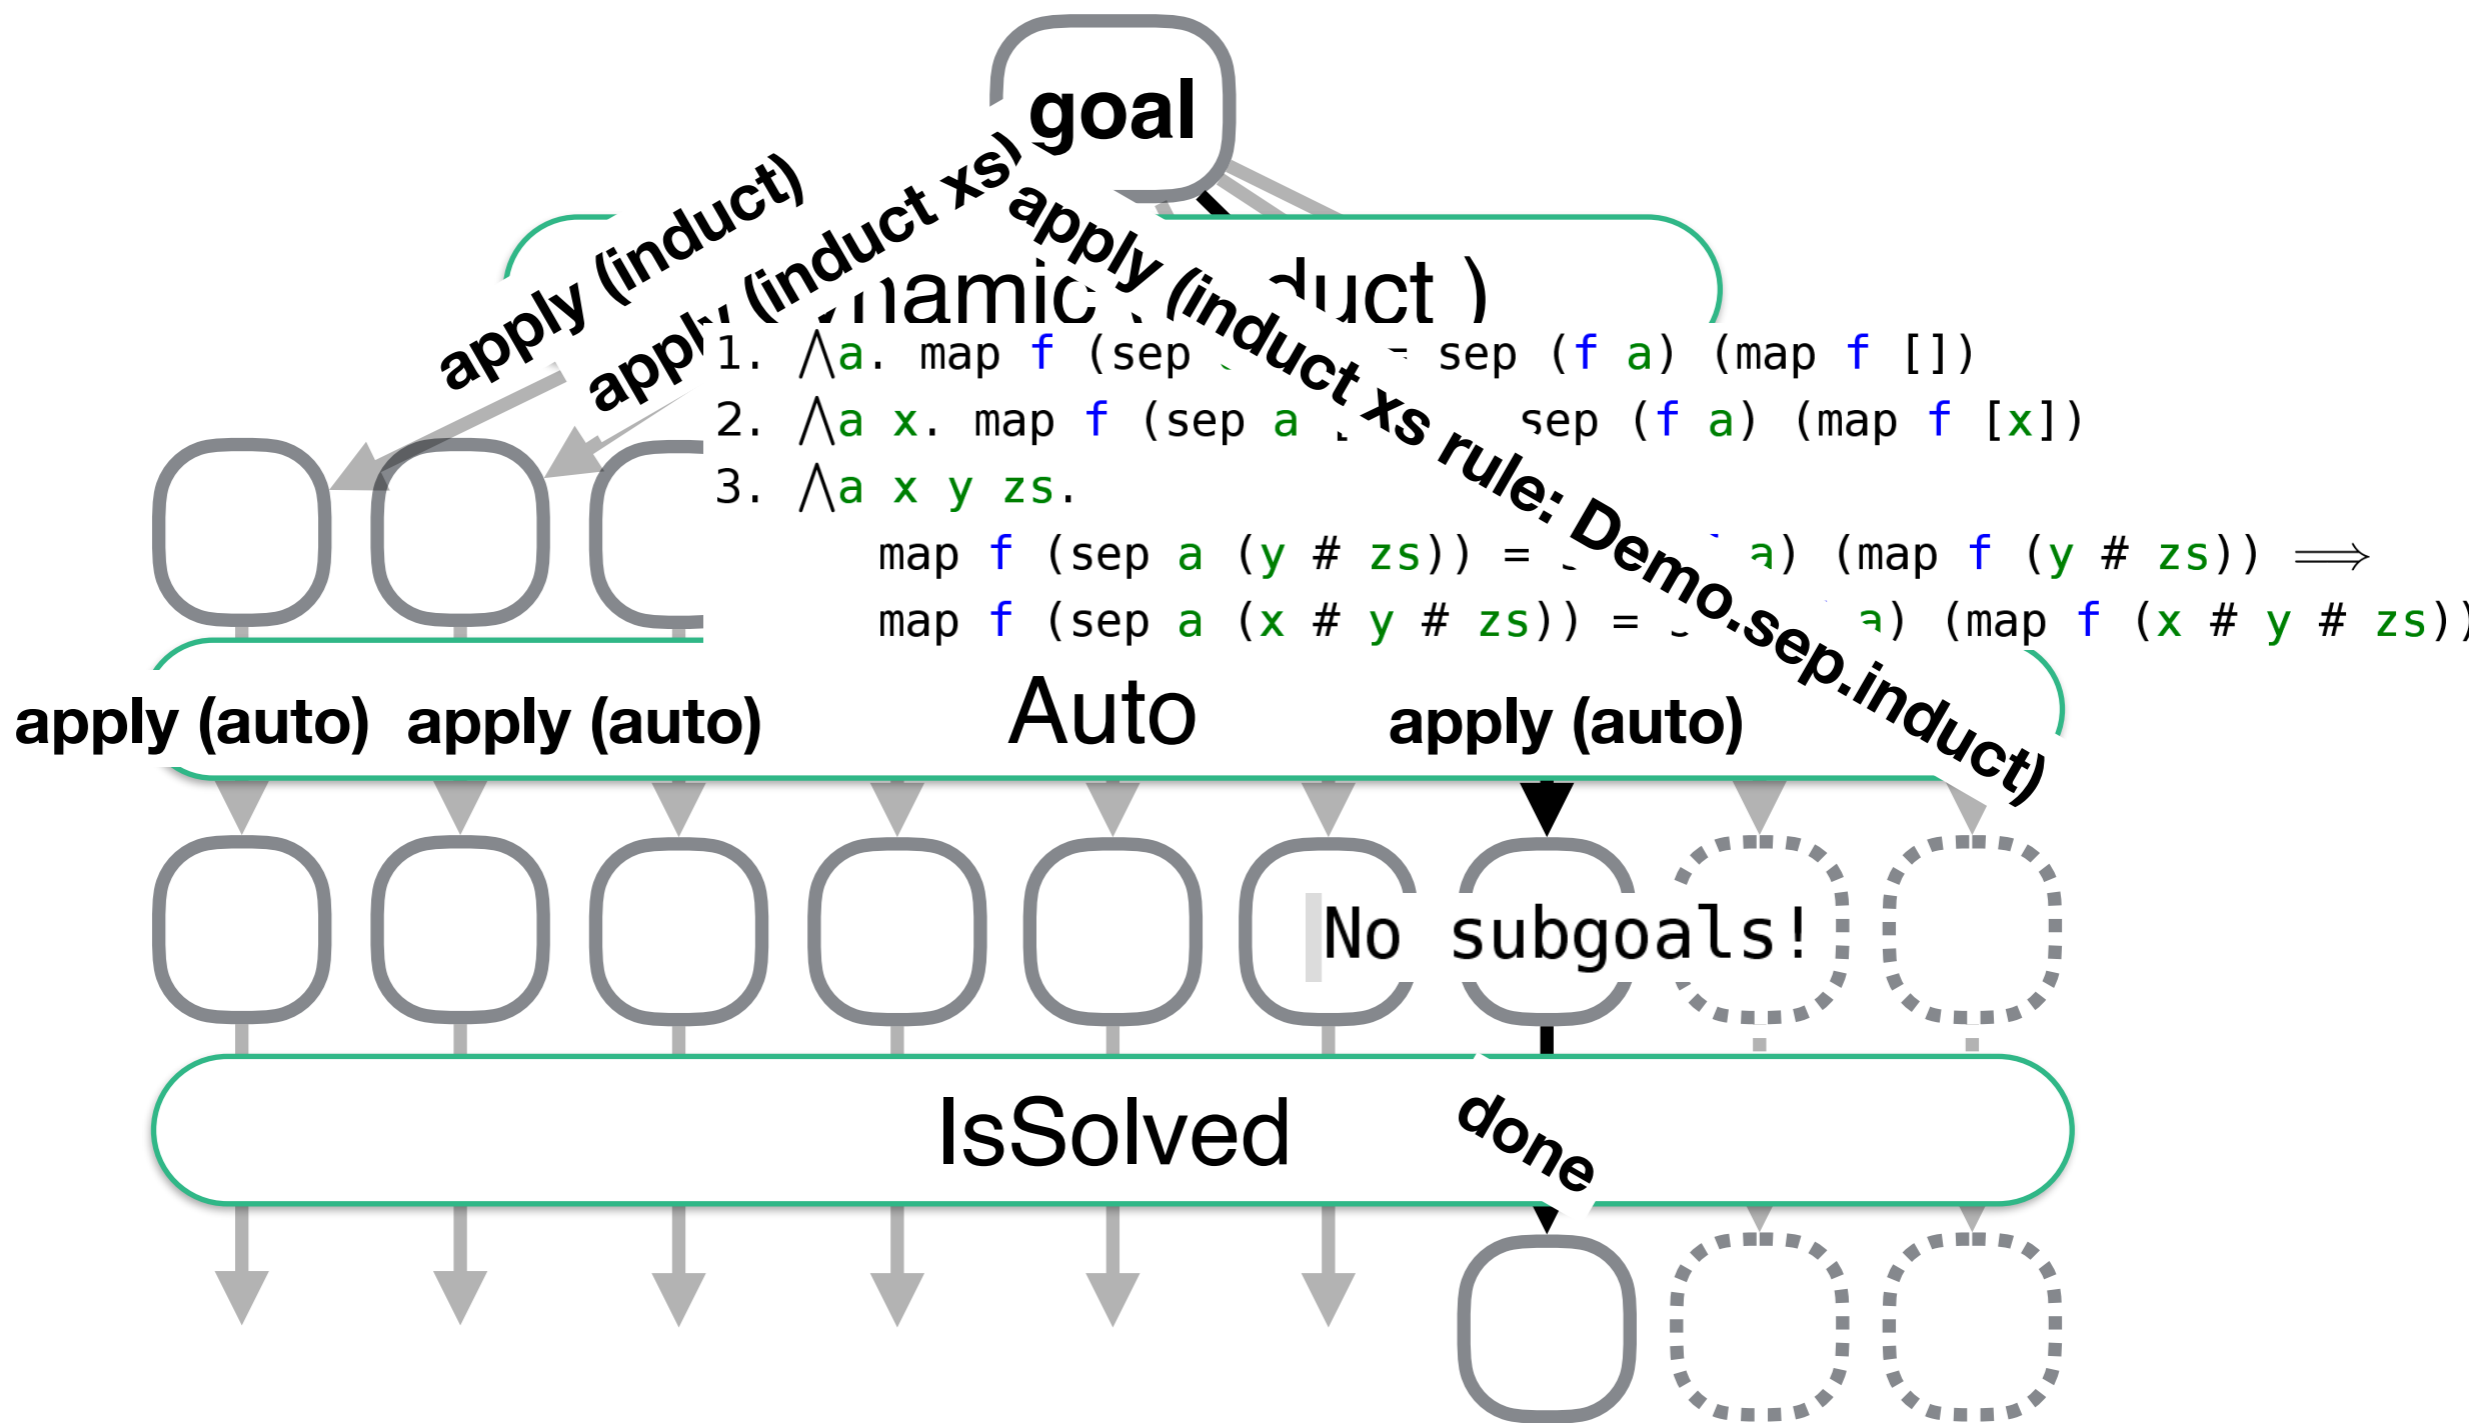 goal
apply (induct)
apply (induct xs)
apply (induct xs rule: Demo.sep.induct)
1. ⋀a. map f (sep = sep (f a) (map f [])
2. ⋀a x. map f (sep a sep (f a) (map f [x])
3. ⋀a x y zs.
map f (sep a (y # zs)) = a) (map f (y # zs)) ⟹
map f (sep a (x # y # zs)) = a) (map f (x # y # zs))
apply (auto) apply (auto) Auto apply (auto)
No subgoals!
IsSolved
done